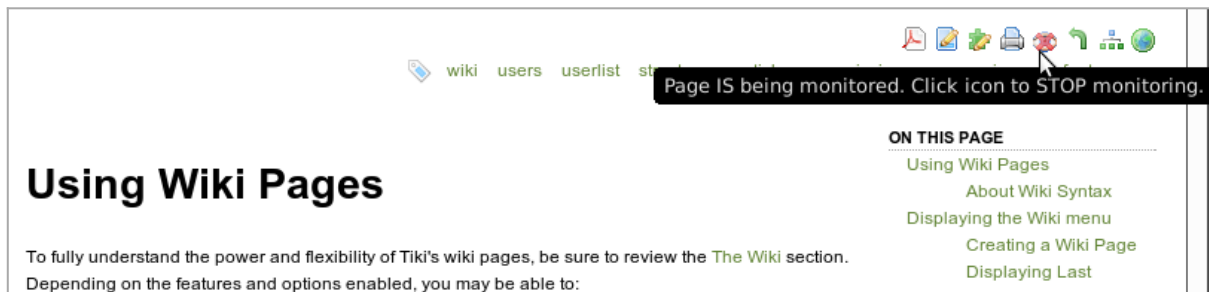 wiki users userlist
Page IS being monitored. Click icon to STOP monitoring.
ON THIS PAGE
Using Wiki Pages
About Wiki Syntax
Displaying the Wiki menu
Creating a Wiki Page
Displaying Last
Using Wiki Pages
To fully understand the power and flexibility of Tiki's wiki pages, be sure to review the The Wiki section.
Depending on the features and options enabled, you may be able to: